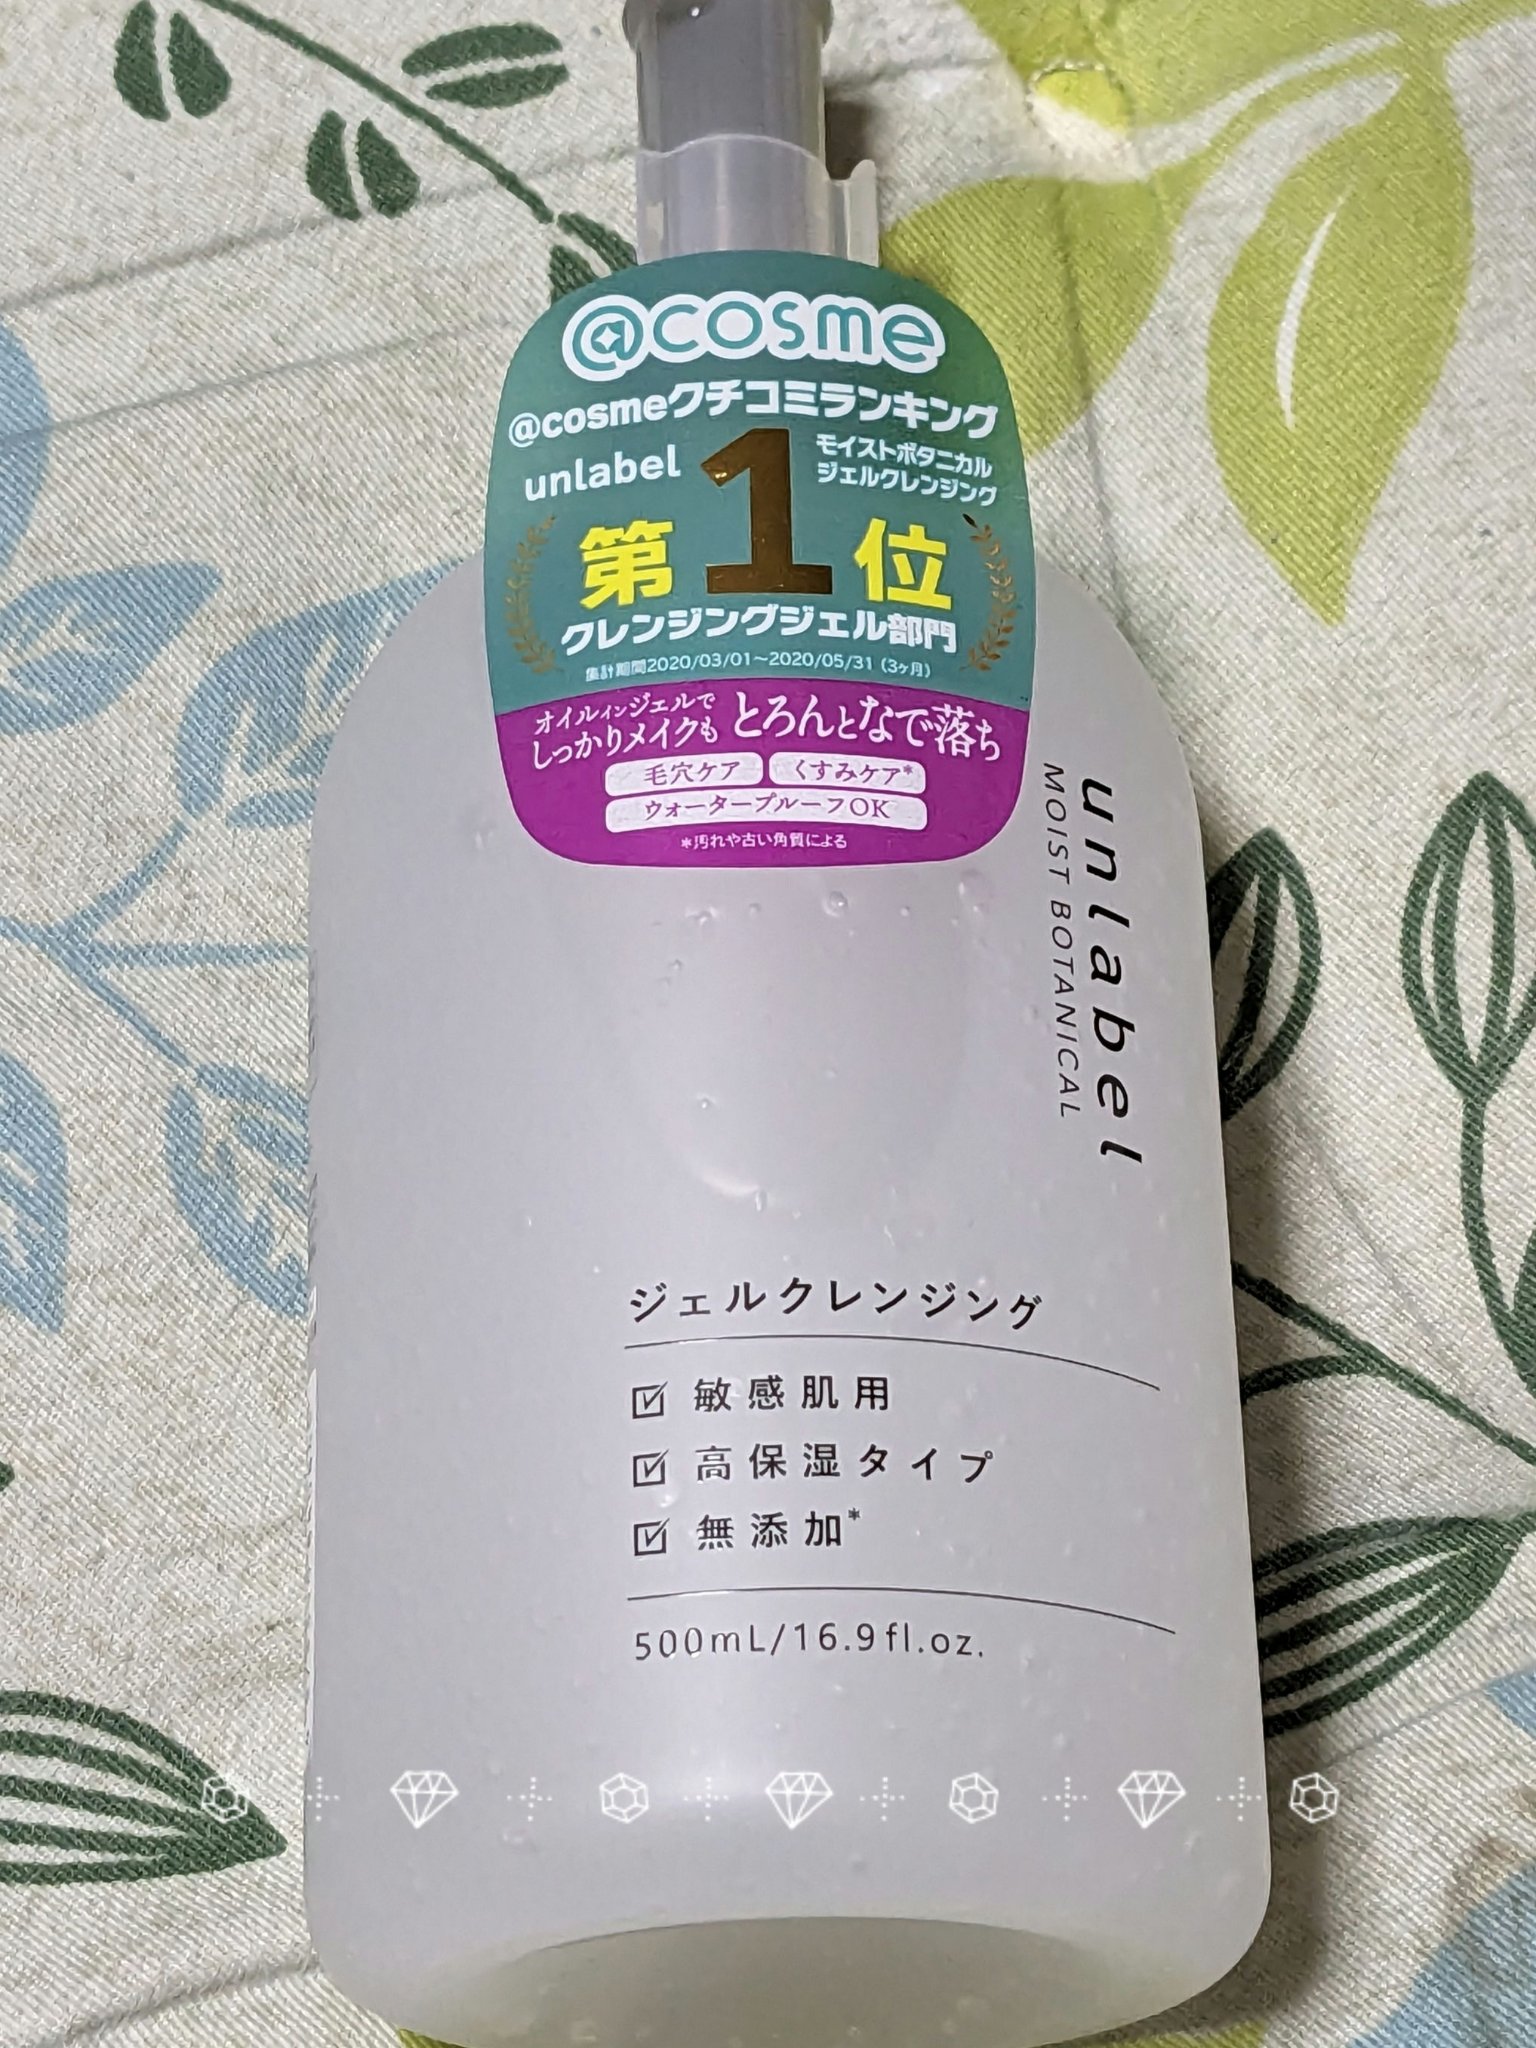 @cosme
@cosmeクチコミランキング
unlabel
モイストボタニカル
ジェルクレンジング
第1位
クレンジングジェル部門
集計期間2020/03/01～2020/05/31（3ヶ月）
オイルインジェルで
しっかりメイクも
とろんとなで落ち
毛穴ケア
くすみケア*
ウォータープルーフOK
*汚れや古い角質による
unlabel
MOIST BOTANICAL
ジェルクレンジング
敏感肌用
高保湿タイプ
無添加*
500mL/16.9fl.oz.